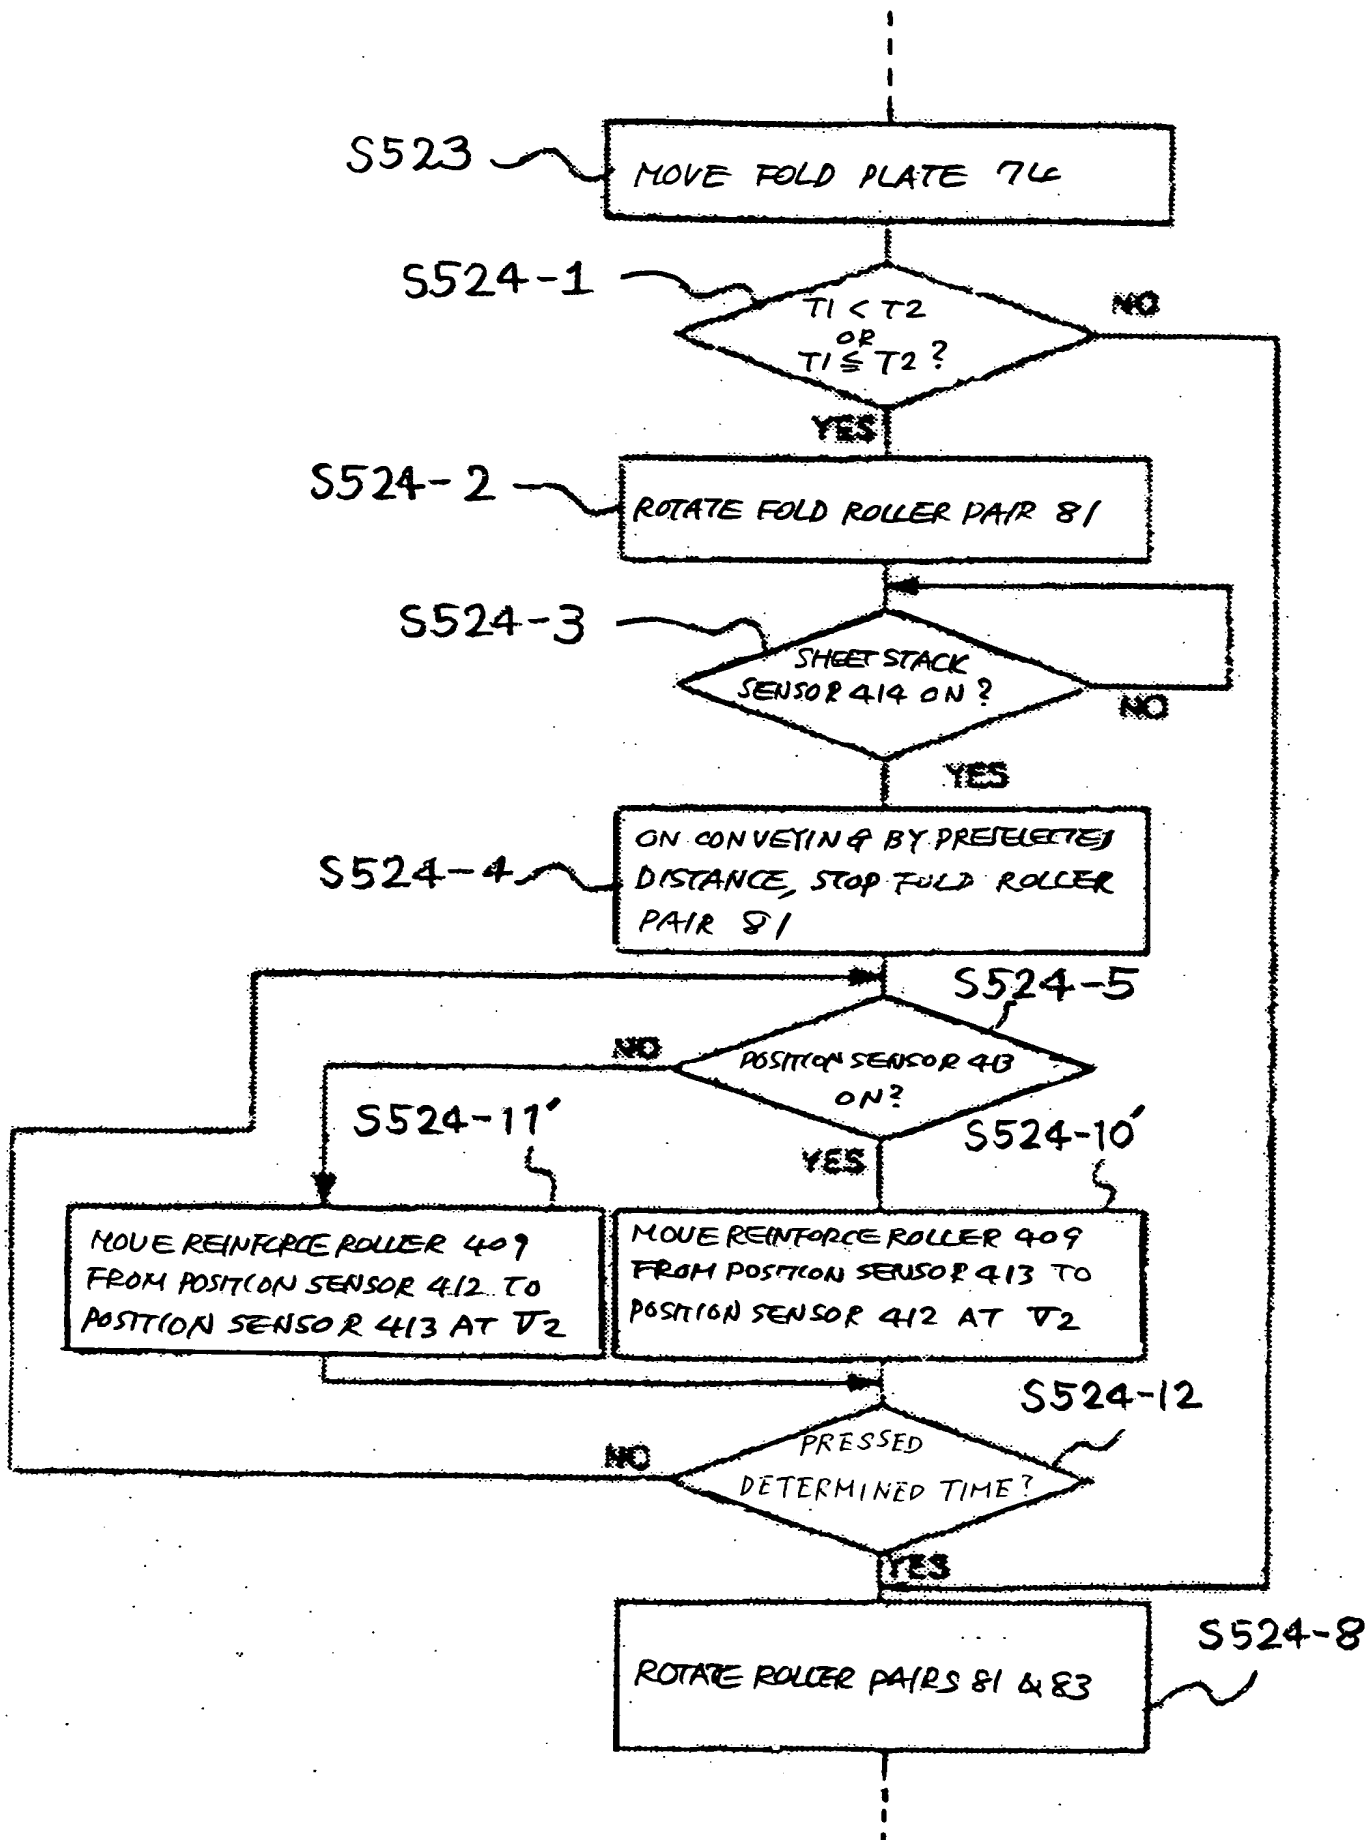 S523
MOVE FOLD PLATE 74
S524-1
T1 < T2
OR
T1 ≦ T2 ?
NO
YES
S524-2
ROTATE FOLD ROLLER PAIR 81
S524-3
SHEET STACK
SENSOR 414 ON ?
NO
YES
S524-4
ON CONVEYING BY PRESELECTED
DISTANCE, STOP FOLD ROLLER
PAIR 81
S524-5
POSITION SENSOR 413
ON?
NO
YES
S524-11'
MOVE REINFORCE ROLLER 409
FROM POSITION SENSOR 412 TO
POSITION SENSOR 413 AT V2
S524-10'
MOVE REINFORCE ROLLER 409
FROM POSITION SENSOR 413 TO
POSITION SENSOR 412 AT V2
S524-12
PRESSED
DETERMINED TIME?
NO
YES
S524-8
ROTATE ROLLER PAIRS 81 & 83